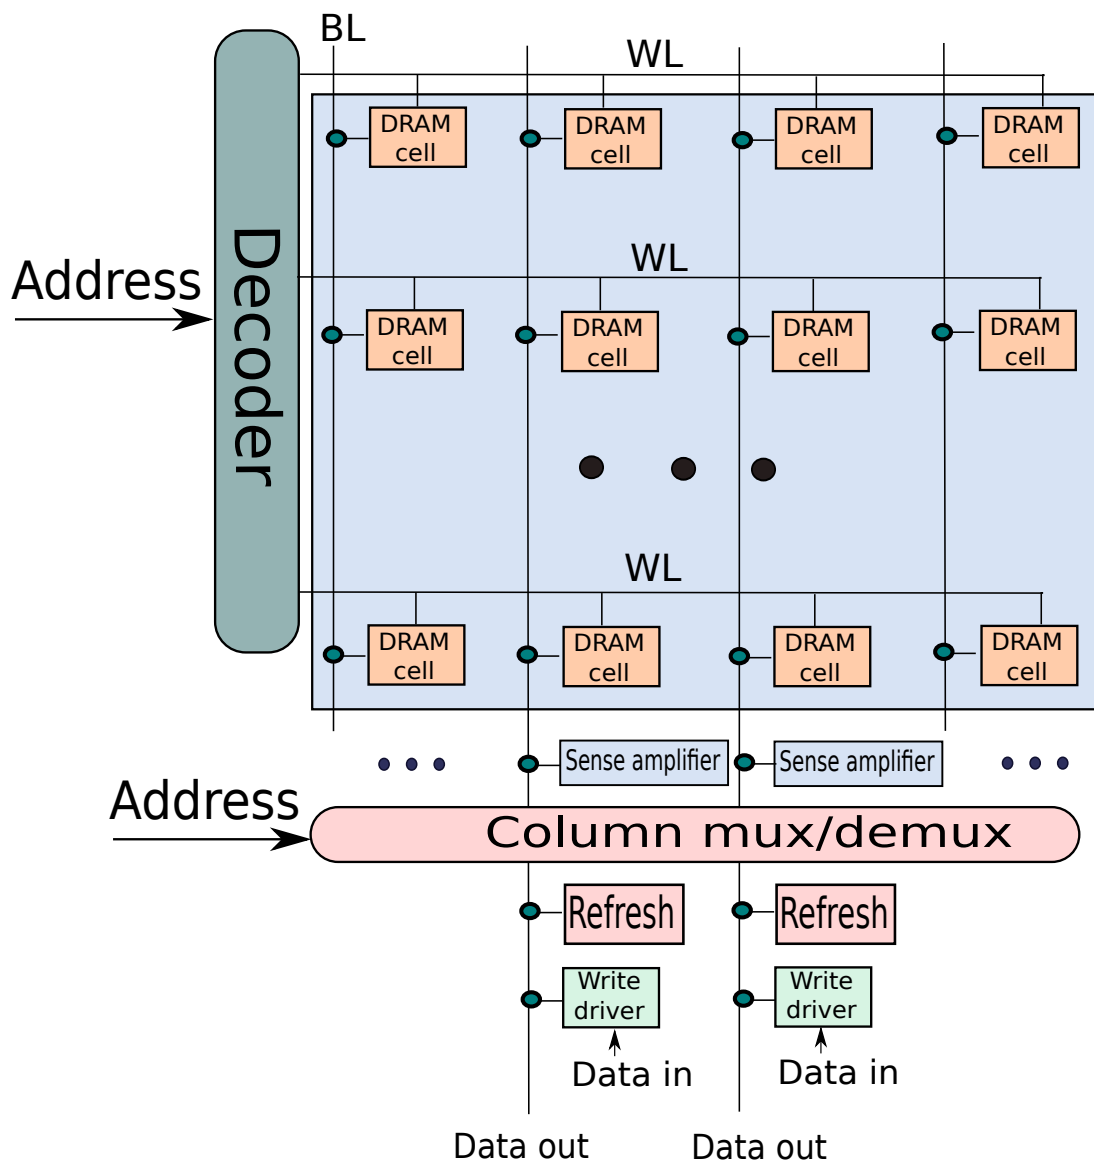 BL
WL
DRAM
cell
DRAM
cell
DRAM
cell
DRAM
cell
Decoder
Address
WL
DRAM
cell
DRAM
cell
DRAM
cell
DRAM
cell
WL
DRAM
cell
DRAM
cell
DRAM
cell
DRAM
cell
Sense amplifier
Sense amplifier
Address
Column mux/demux
Refresh
Refresh
Write
driver
Write
driver
Data in
Data in
Data out
Data out